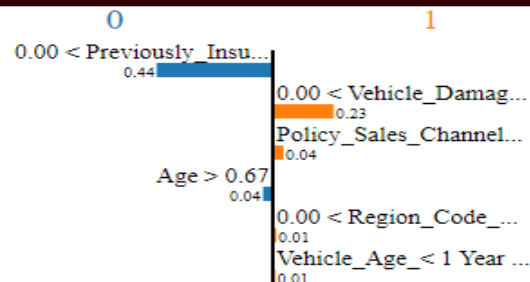 0 1
0.00 < Previously_Insu...
0.44
0.00 < Vehicle_Damag...
0.23
Policy_Sales_Channel...
0.04
Age > 0.67
0.04
0.00 < Region_Code_...
0.01
Vehicle_Age_< 1 Year ...
0.01